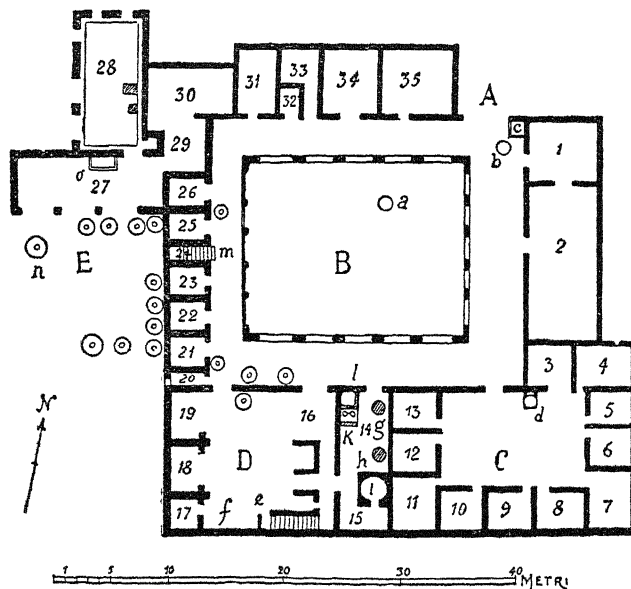 28 31 33 34 35
32
30 A
29 c
b 1
o
27
26 a
25 2
n E 24 m B
23
22
21 3 4
20 l
19 16 K 14 g 13 d 5
N
18 D h 12 C 6
i
17 f e 15 11 10 9 8 7
1 5 10 20 40 METRI